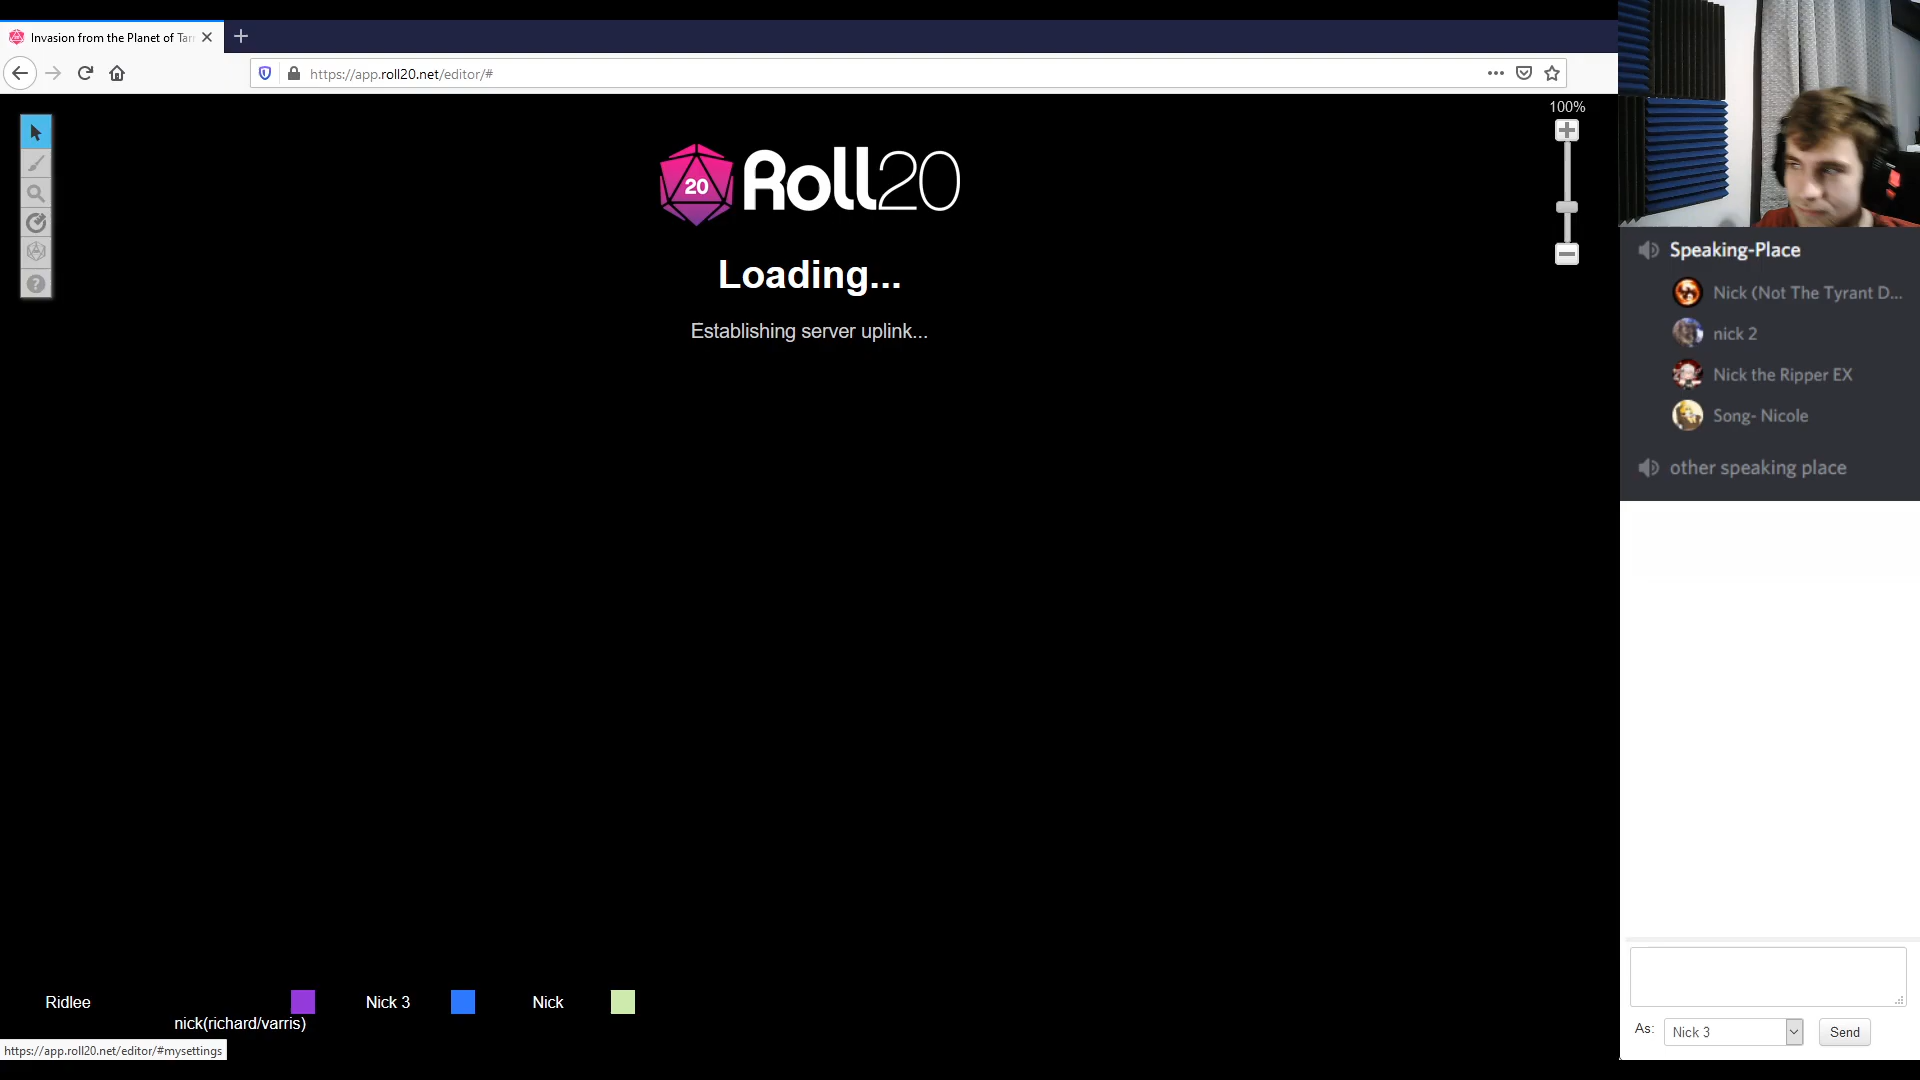 Invasion from the Planet of Tarr
https://app.roll20.net/editor/#
100%
20 Roll20
Loading...
Establishing server uplink...
Speaking-Place
Nick (Not The Tyrant D...
nick 2
Nick the Ripper EX
Song- Nicole
other speaking place
Ridlee
nick(richard/varris)
Nick 3
Nick
https://app.roll20.net/editor/#mysettings
As:
Nick 3
Send